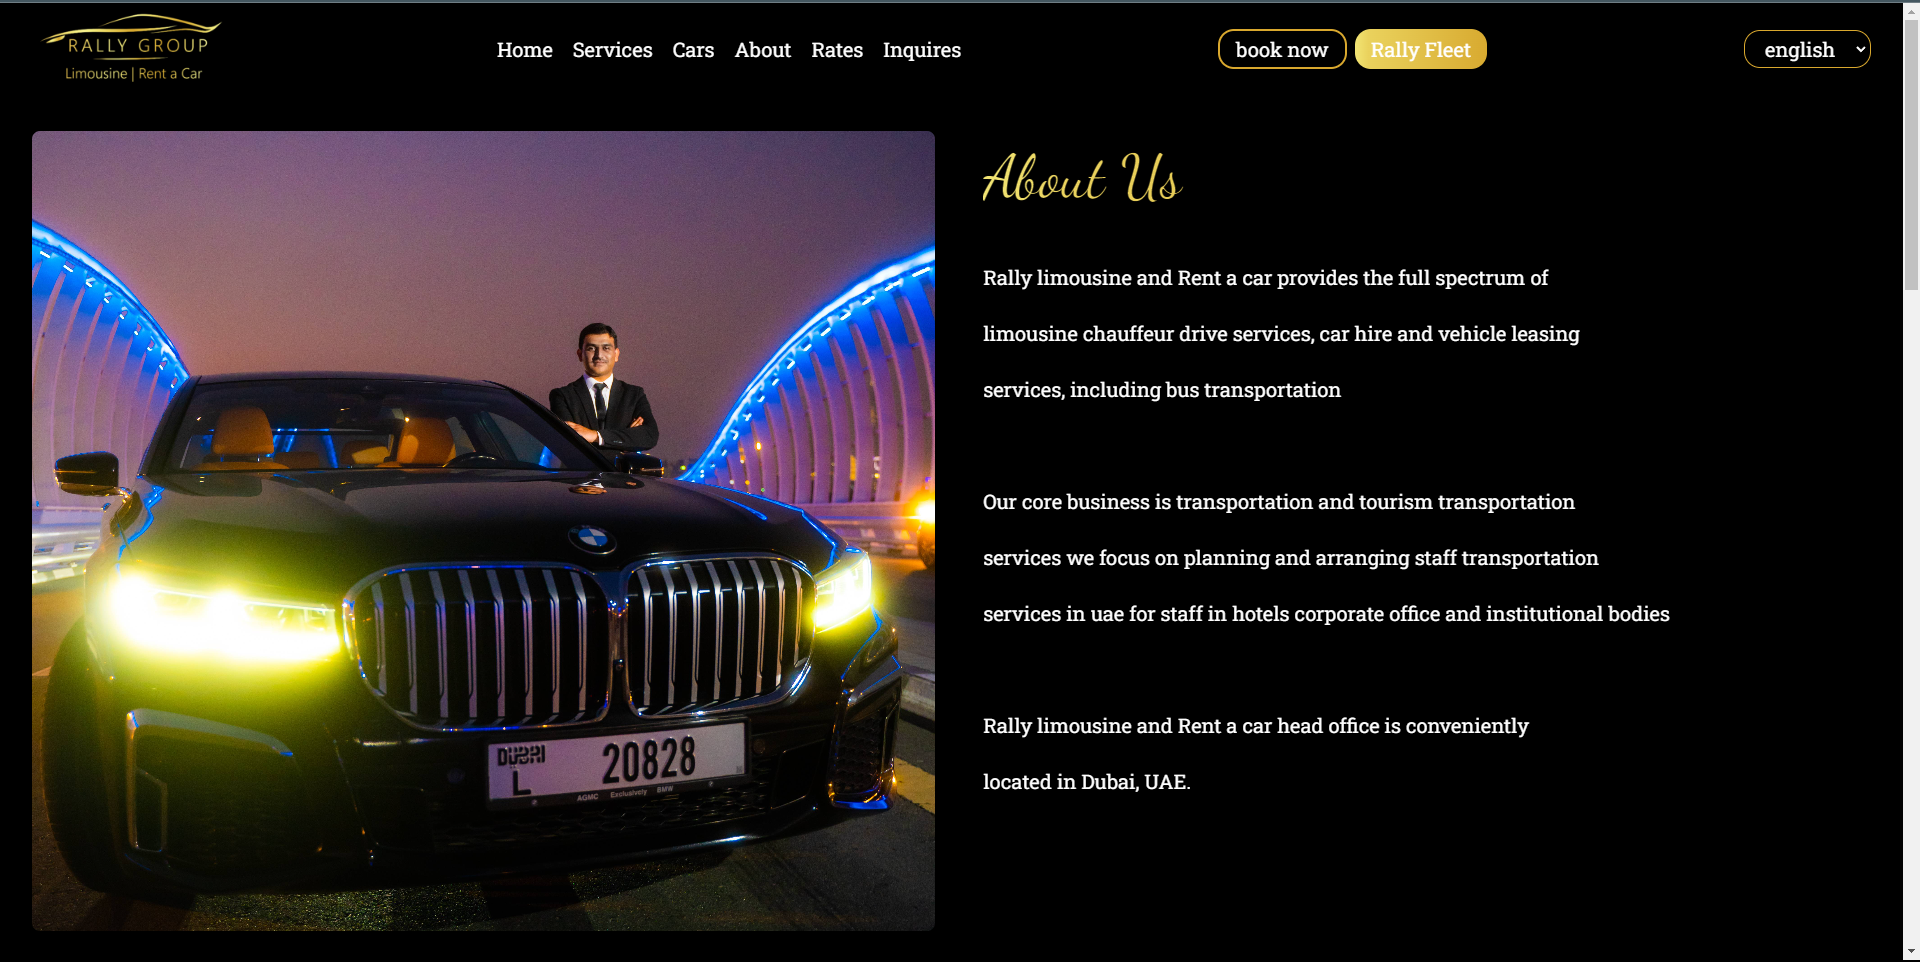 RALLY GROUP
Limousine | Rent a Car
Home Services Cars About Rates Inquires
book now
Rally Fleet
english
About Us
Rally limousine and Rent a car provides the full spectrum of
limousine chauffeur drive services, car hire and vehicle leasing
services, including bus transportation
Our core business is transportation and tourism transportation
services we focus on planning and arranging staff transportation
services in uae for staff in hotels corporate office and institutional bodies
Rally limousine and Rent a car head office is conveniently
located in Dubai, UAE.
DUBAI
L 20828
AGMC Exclusively BMW